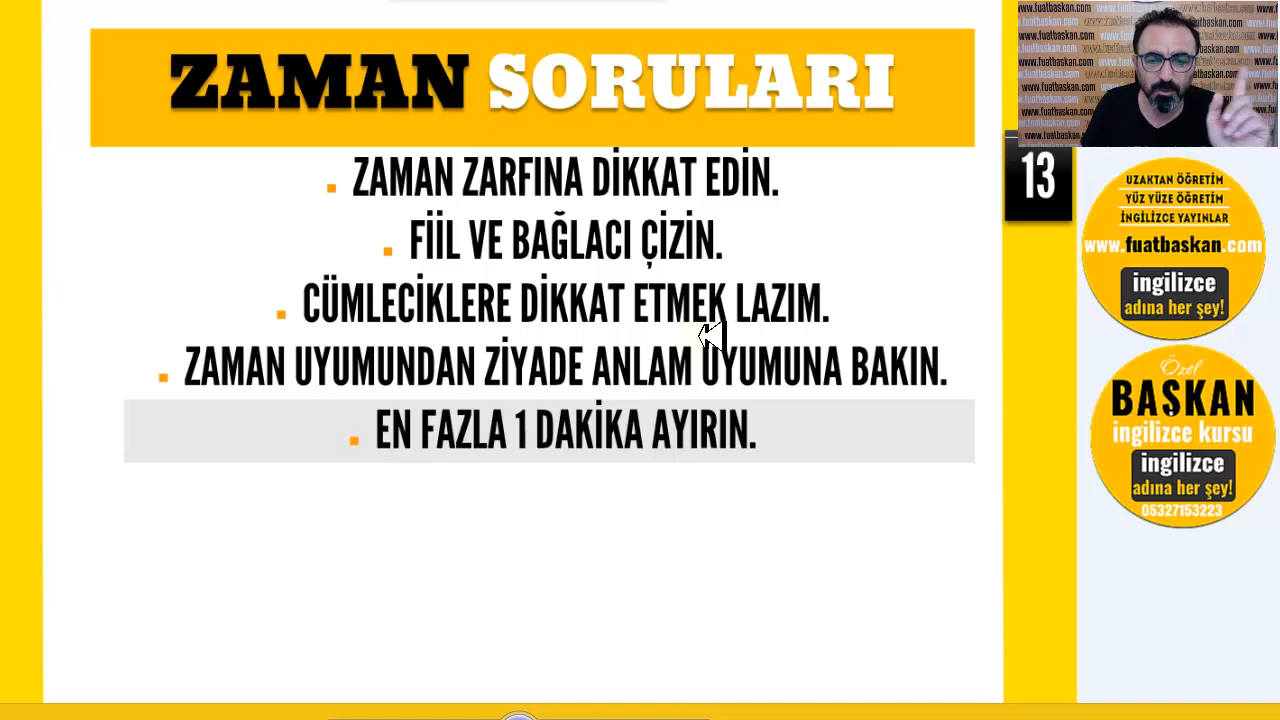 ZAMAN SORULARI
ZAMAN ZARFINA DİKKAT EDİN.
FİİL VE BAĞLACI ÇİZİN.
CÜMLECİKLERE DİKKAT ETMEK LAZIM.
ZAMAN UYUMUNDAN ZİYADE ANLAM UYUMUNA BAKIN.
EN FAZLA 1 DAKİKA AYIRIN.
13
UZAKTAN ÖĞRETİM
YÜZ YÜZE ÖĞRETİM
İNGİLİZCE YAYINLAR
www.fuatbaskan.com
ingilizce
adına her şey!
Özel
BAŞKAN
ingilizce kursu
ingilizce
adına her şey!
05327153223